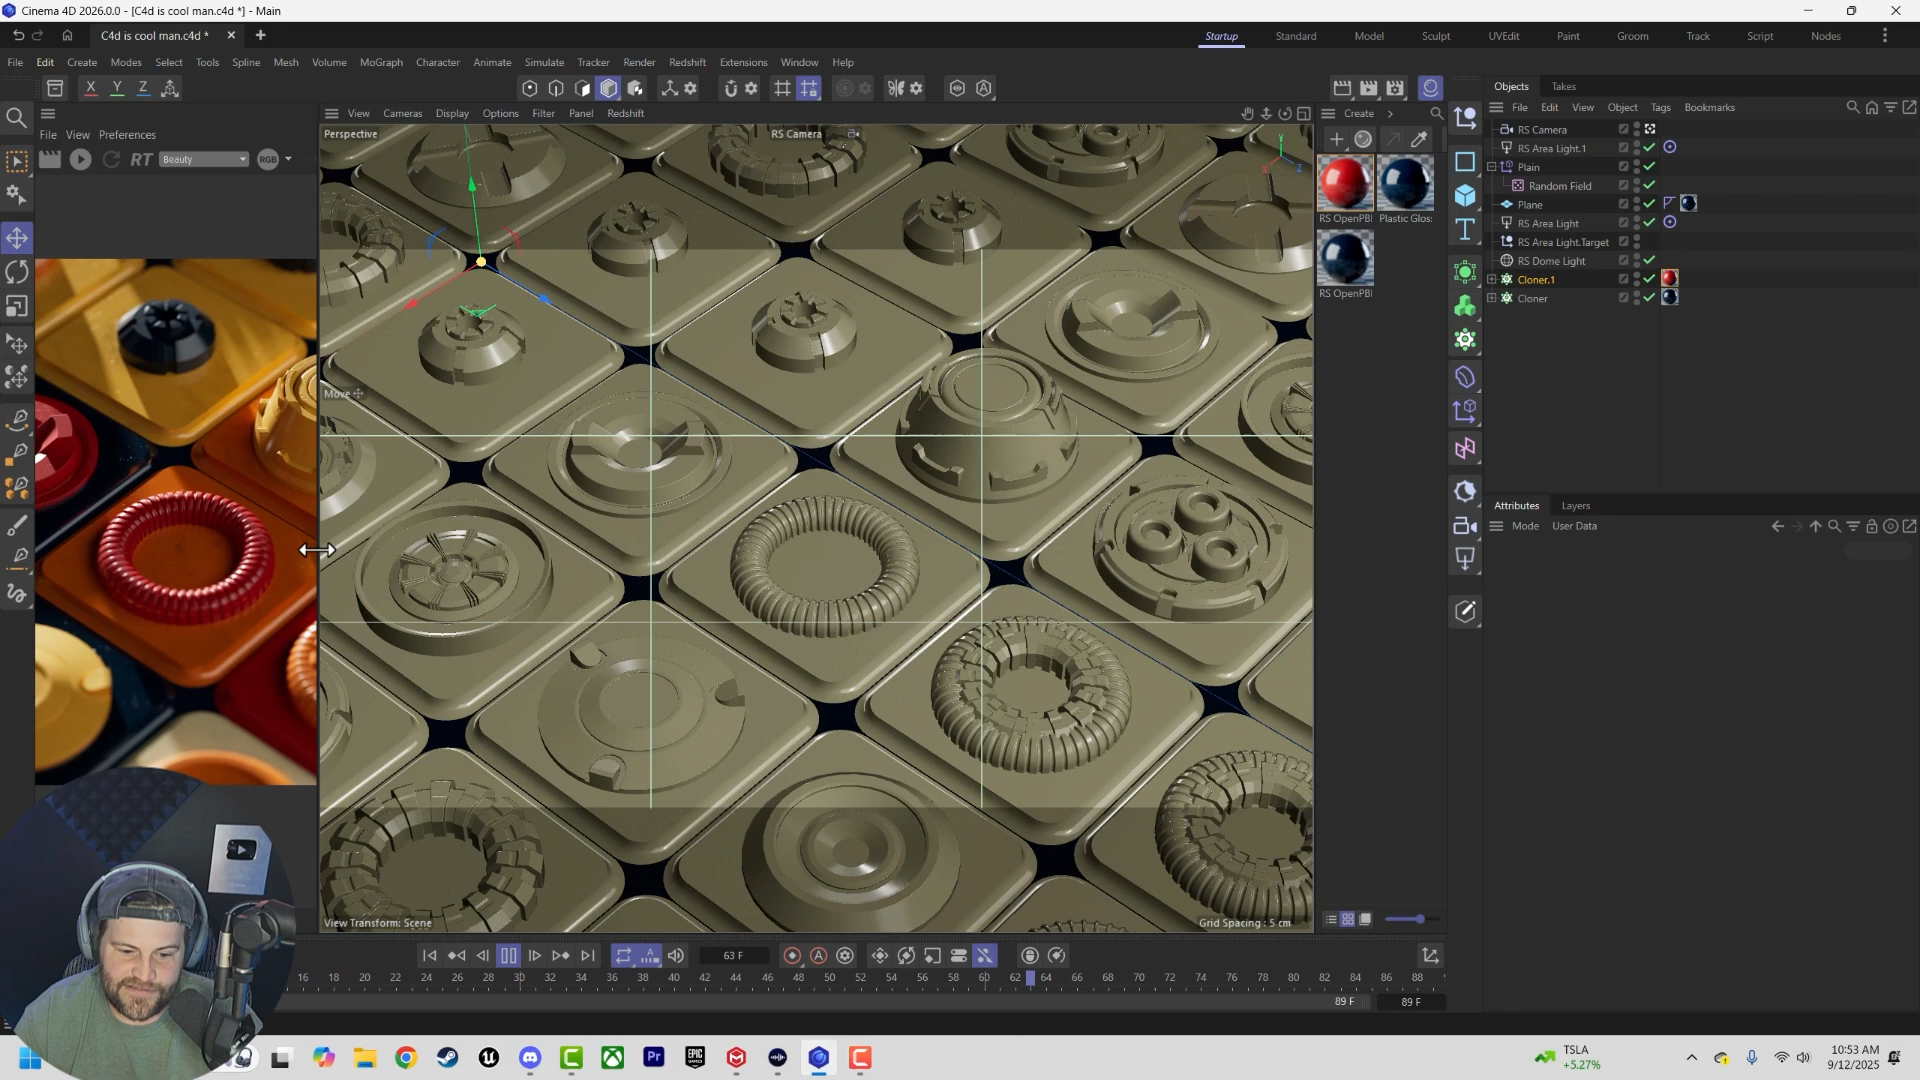 Cinema 4D 2026.0.0 - [C4d is cool man.c4d *] - Main
C4d is cool man.c4d *
Startup Standard Model Sculpt UVEdit Paint Groom Track Script Nodes
File Edit Create Modes Select Tools Spline Mesh Volume MoGraph Character Animate Simulate Tracker Render Redshift Extensions Window Help
X Y Z
Objects Takes
File Edit View Object Tags Bookmarks
View Cameras Display Options Filter Panel Redshift
Create
File View Preferences
RT Beauty RGB
Perspective
RS Camera
Y
X Z
RS OpenPBI Plastic Glos:
RS OpenPBI
RS Camera
RS Area Light.1
Plain
Random Field
Plane
RS Area Light
RS Area Light.Target
RS Dome Light
Cloner.1
Cloner
Move
Attributes Layers
Mode User Data
View Transform: Scene
Grid Spacing : 5 cm
63 F
16 18 20 22 24 26 28 30 32 34 36 38 40 42 44 46 48 50 52 54 56 58 60 62 64 66 68 70 72 74 76 78 80 82 84 86 88
89 F 89 F
TSLA
+5.27%
10:53 AM
9/12/2025